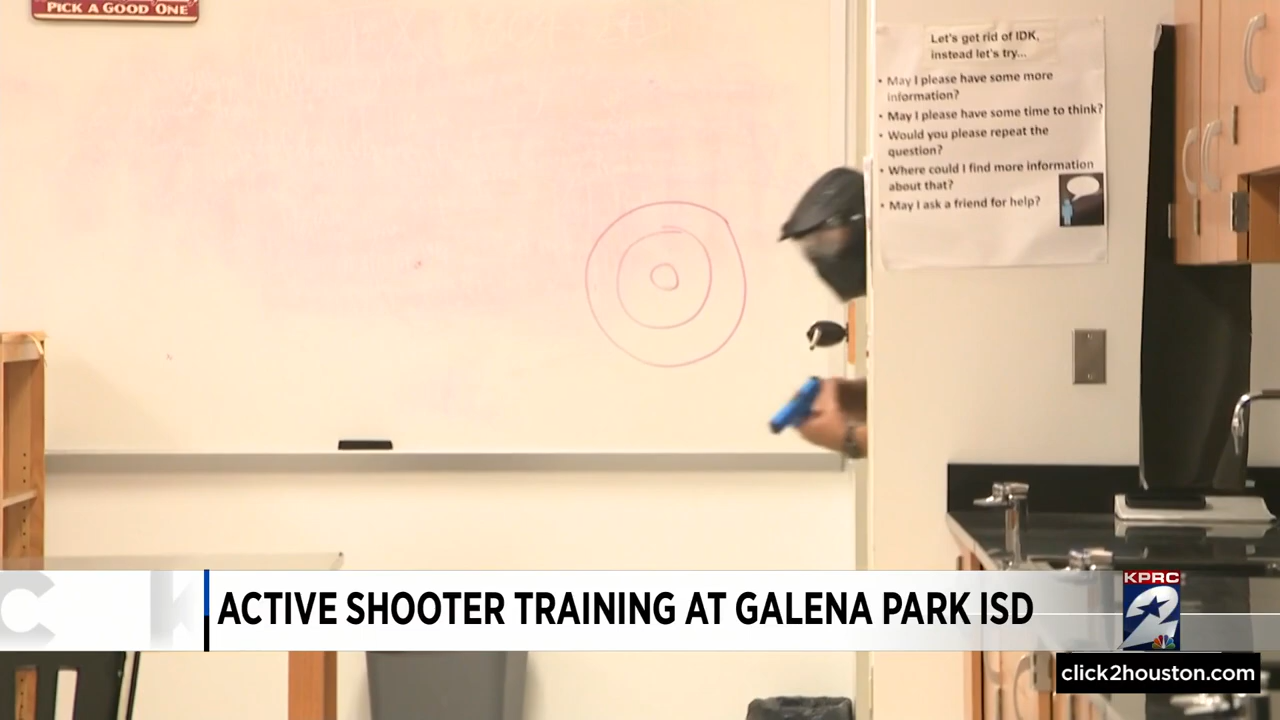 PICK A GOOD ONE
Let's get rid of IDK,
instead let's try...
• May I please have some more
information?
• May I please have some time to think?
• Would you please repeat the
question?
• Where could I find more information
about that?
• May I ask a friend for help?
ACTIVE SHOOTER TRAINING AT GALENA PARK ISD
KPRC
2
click2houston.com